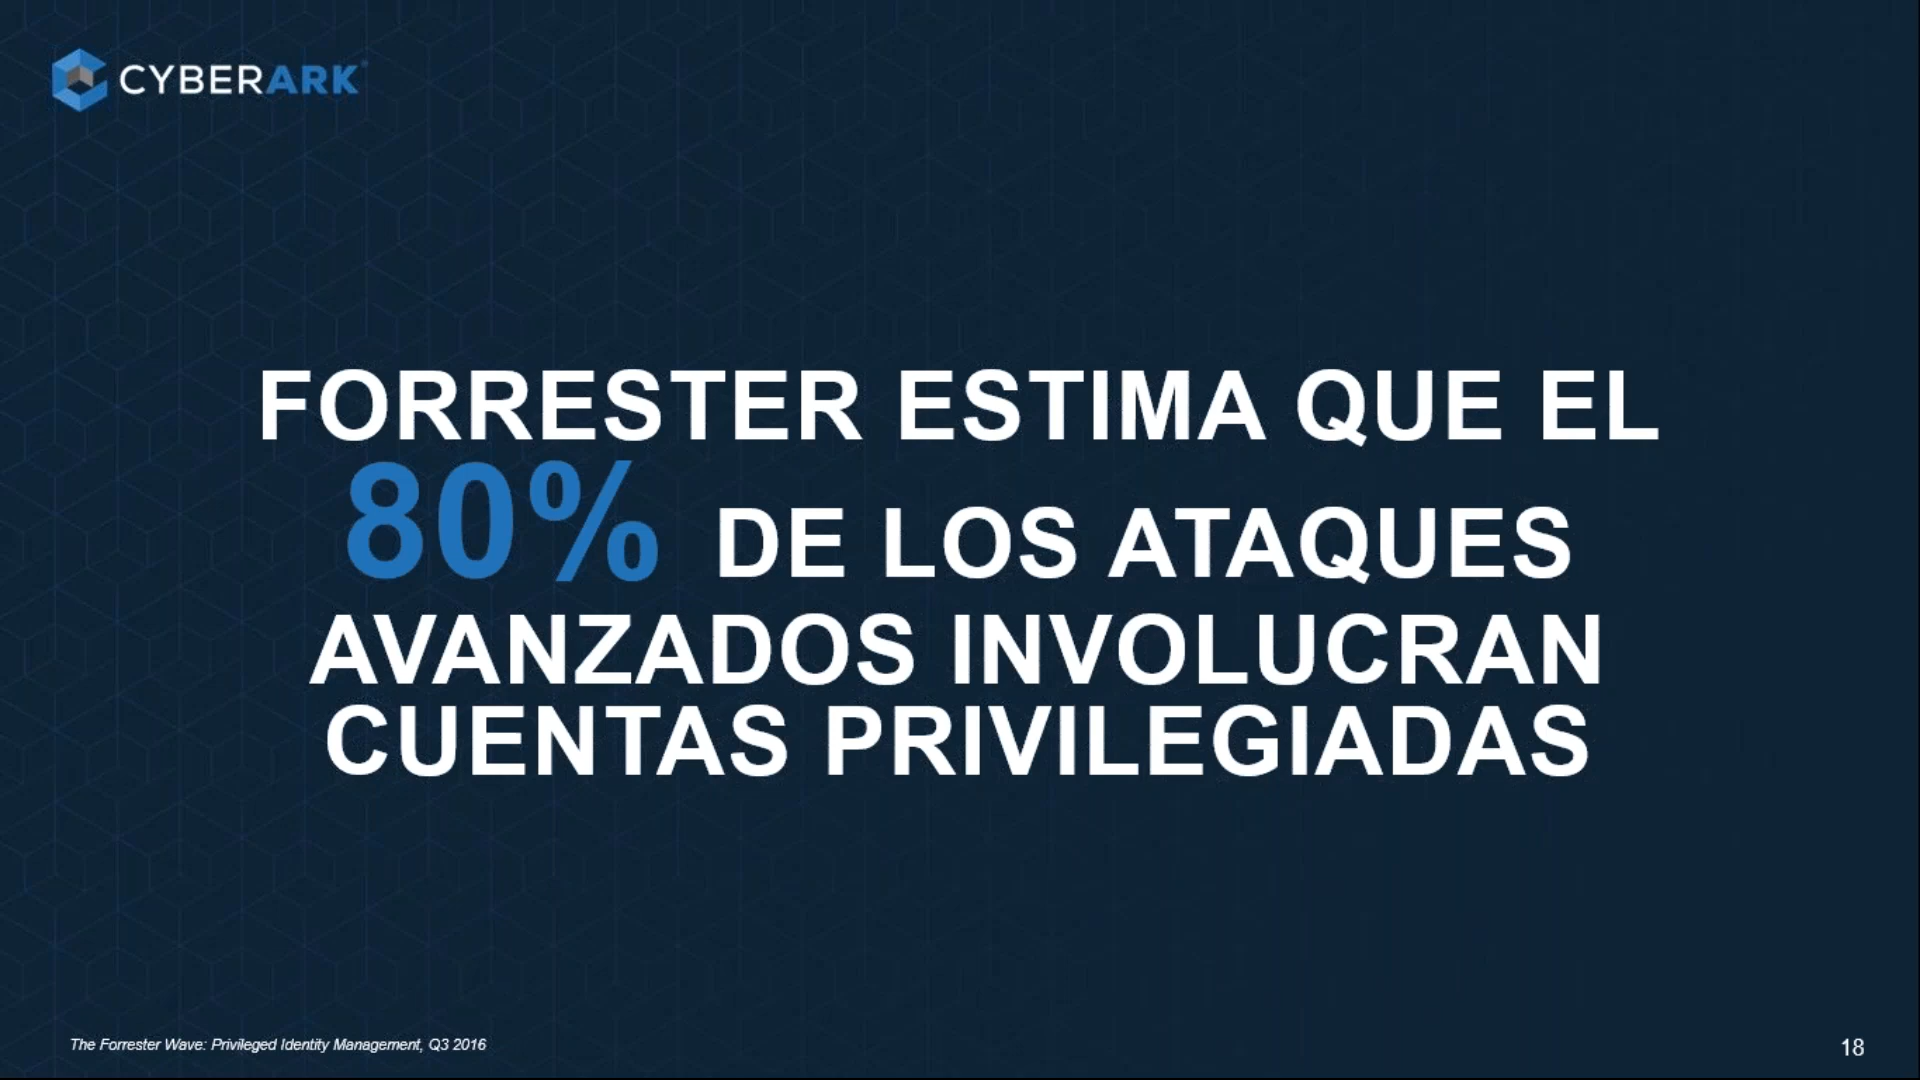 CYBERARK
FORRESTER ESTIMA QUE EL
80% DE LOS ATAQUES
AVANZADOS INVOLUCRAN
CUENTAS PRIVILEGIADAS
The Forrester Wave: Privileged Identity Management, Q3 2016
18